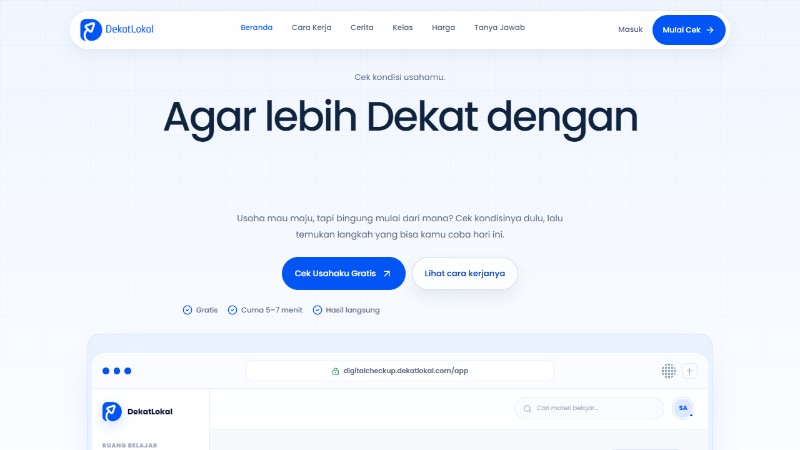 DekatLokal
Beranda
Cara Kerja
Cerita
Kelas
Harga
Tanya Jawab
Masuk
Mulai Cek
Cek kondisi usahamu.
Agar lebih Dekat dengan
Usaha mau maju, tapi bingung mulai dari mana? Cek kondisinya dulu, lalu
temukan langkah yang bisa kamu coba hari ini.
Cek Usahaku Gratis
Lihat cara kerjanya
Gratis
Cuma 5–7 menit
Hasil langsung
digitalcheckup.dekatlokal.com/app
DekatLokal
Cari materi belajar...
SA
RUANG BELAJAR